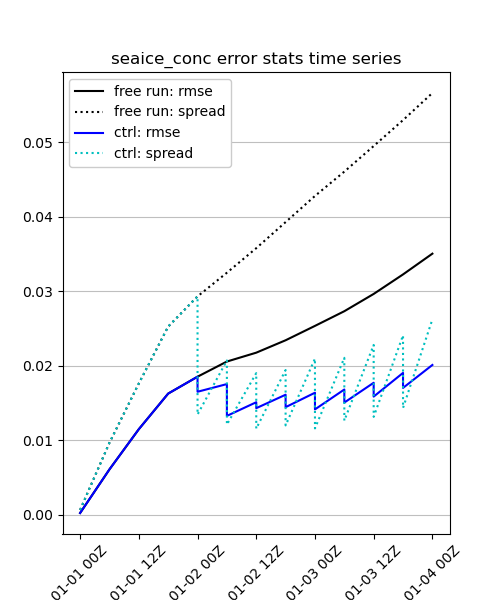 seaice_conc error stats time series
free run: rmse
free run: spread
ctrl: rmse
ctrl: spread
0.05
0.04
0.03
0.02
0.01
0.00
01-01 00Z
01-01 12Z
01-02 00Z
01-02 12Z
01-03 00Z
01-03 12Z
01-04 00Z